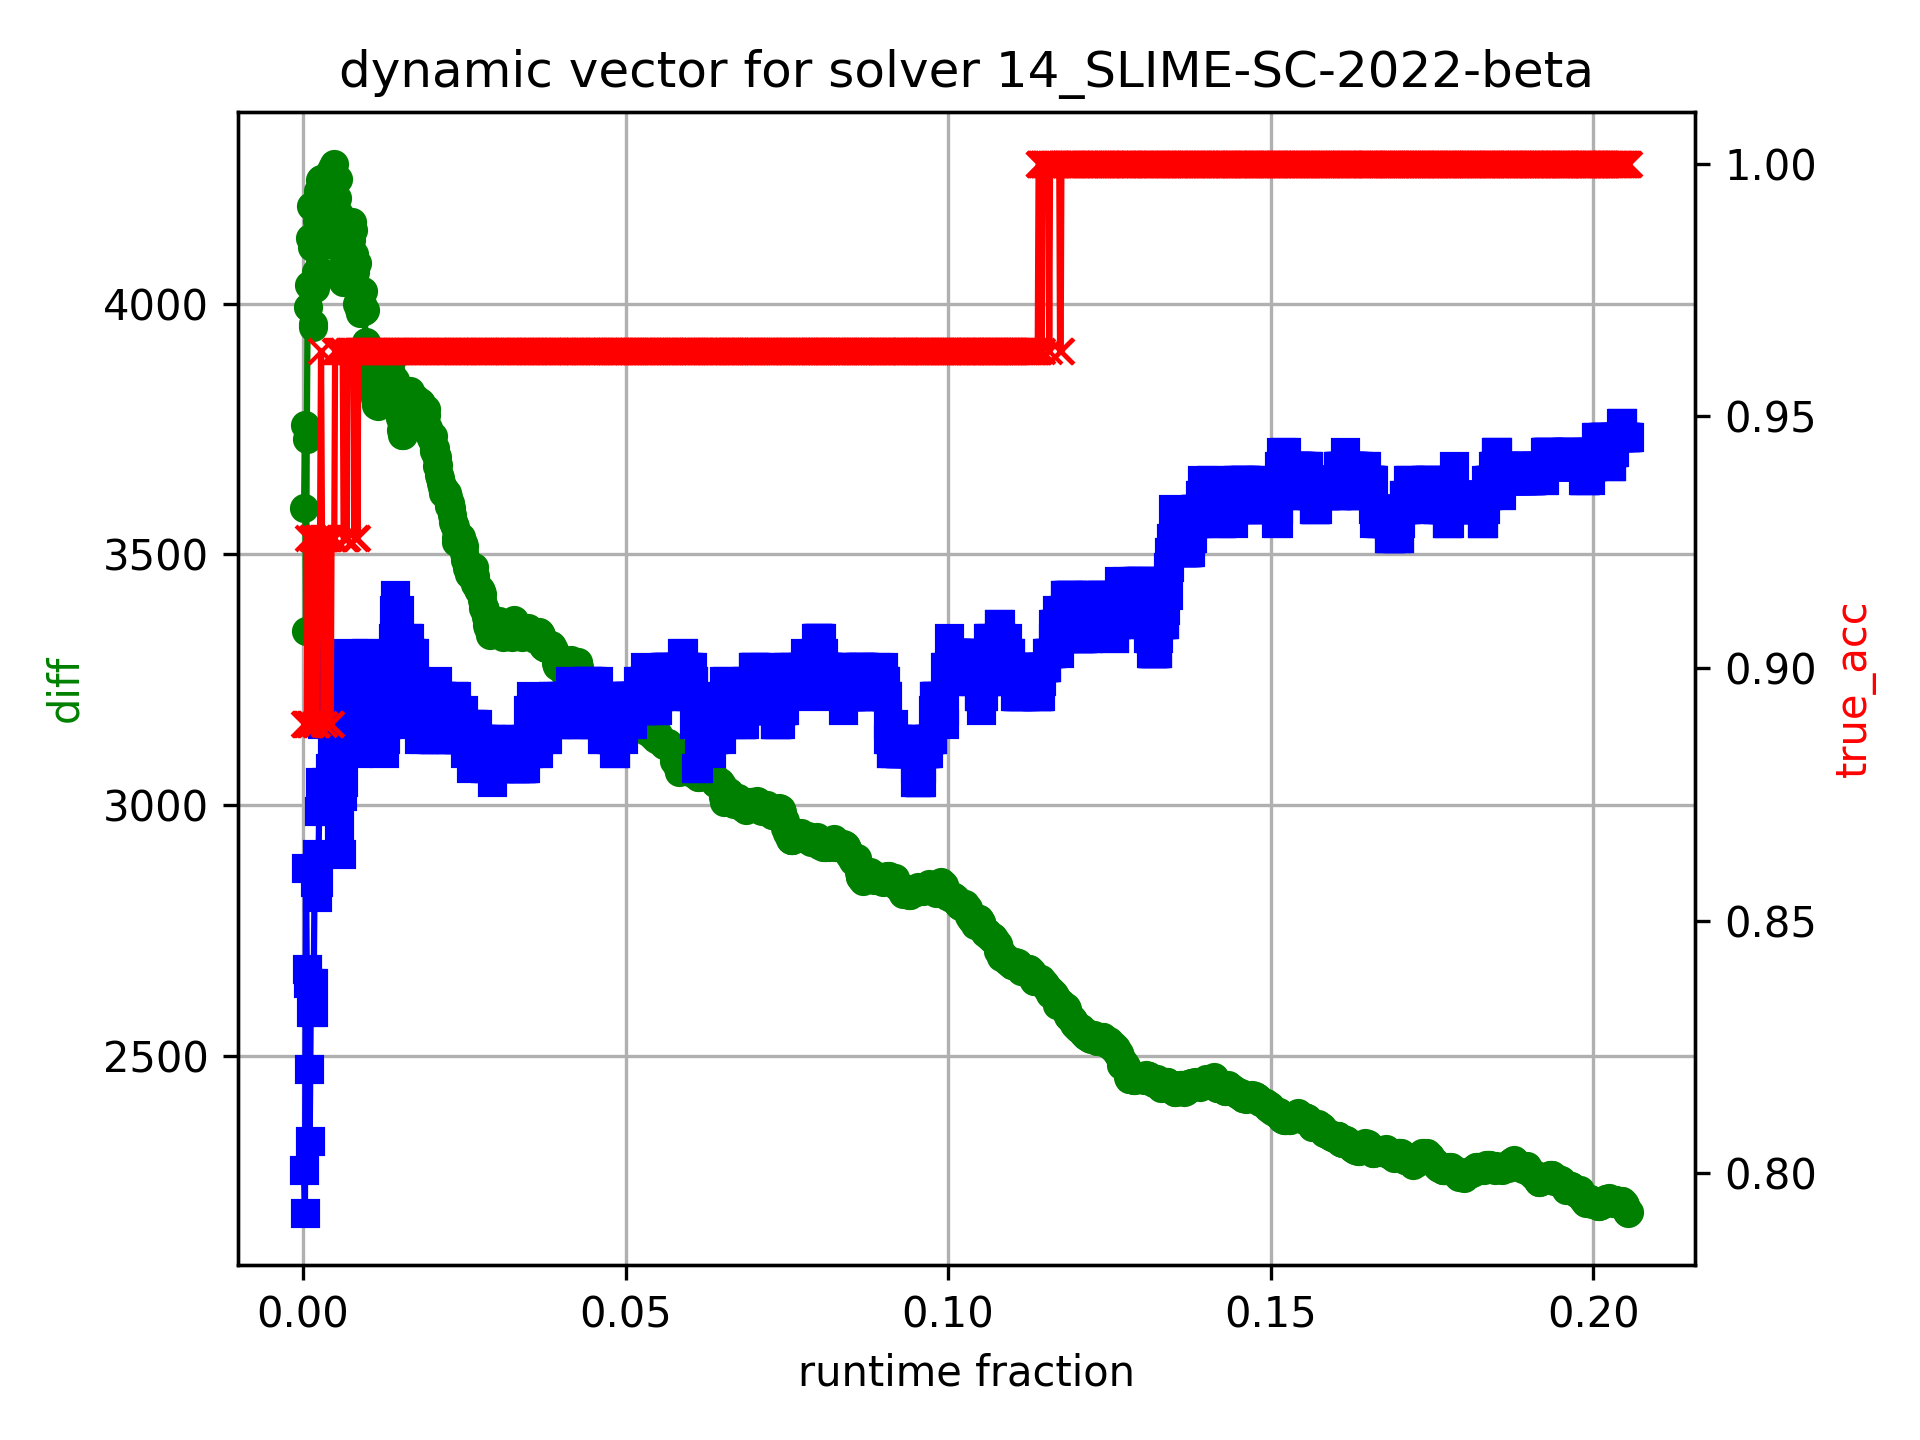 dynamic vector for solver 14_SLIME-SC-2022-beta
4000
3500
3000
2500
diff
1.00
0.95
0.90
0.85
0.80
true_acc
0.00 0.05 0.10 0.15 0.20
runtime fraction